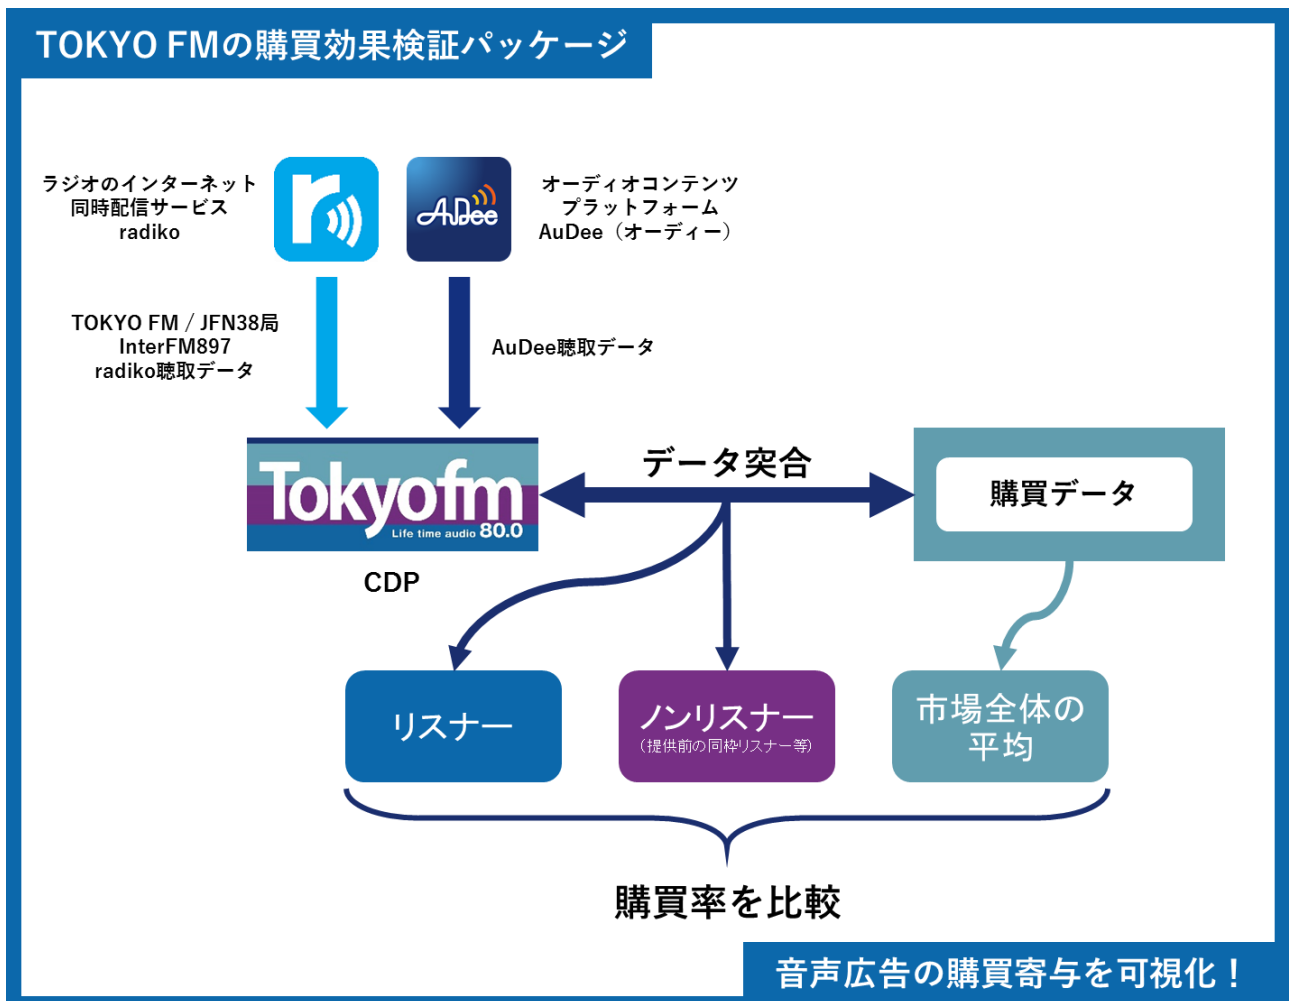 TOKYO FMの購買効果検証パッケージ
ラジオのインターネット
同時配信サービス
radiko
r
AuDee
オーディオコンテンツ
プラットフォーム
AuDee（オーディー）
TOKYO FM / JFN38局
InterFM897
radiko聴取データ
AuDee聴取データ
Tokyofm
Life time audio 80.0
CDP
データ突合
購買データ
リスナー
ノンリスナー
（提供前の同枠リスナー等）
市場全体の
平均
購買率を比較
音声広告の購買寄与を可視化！